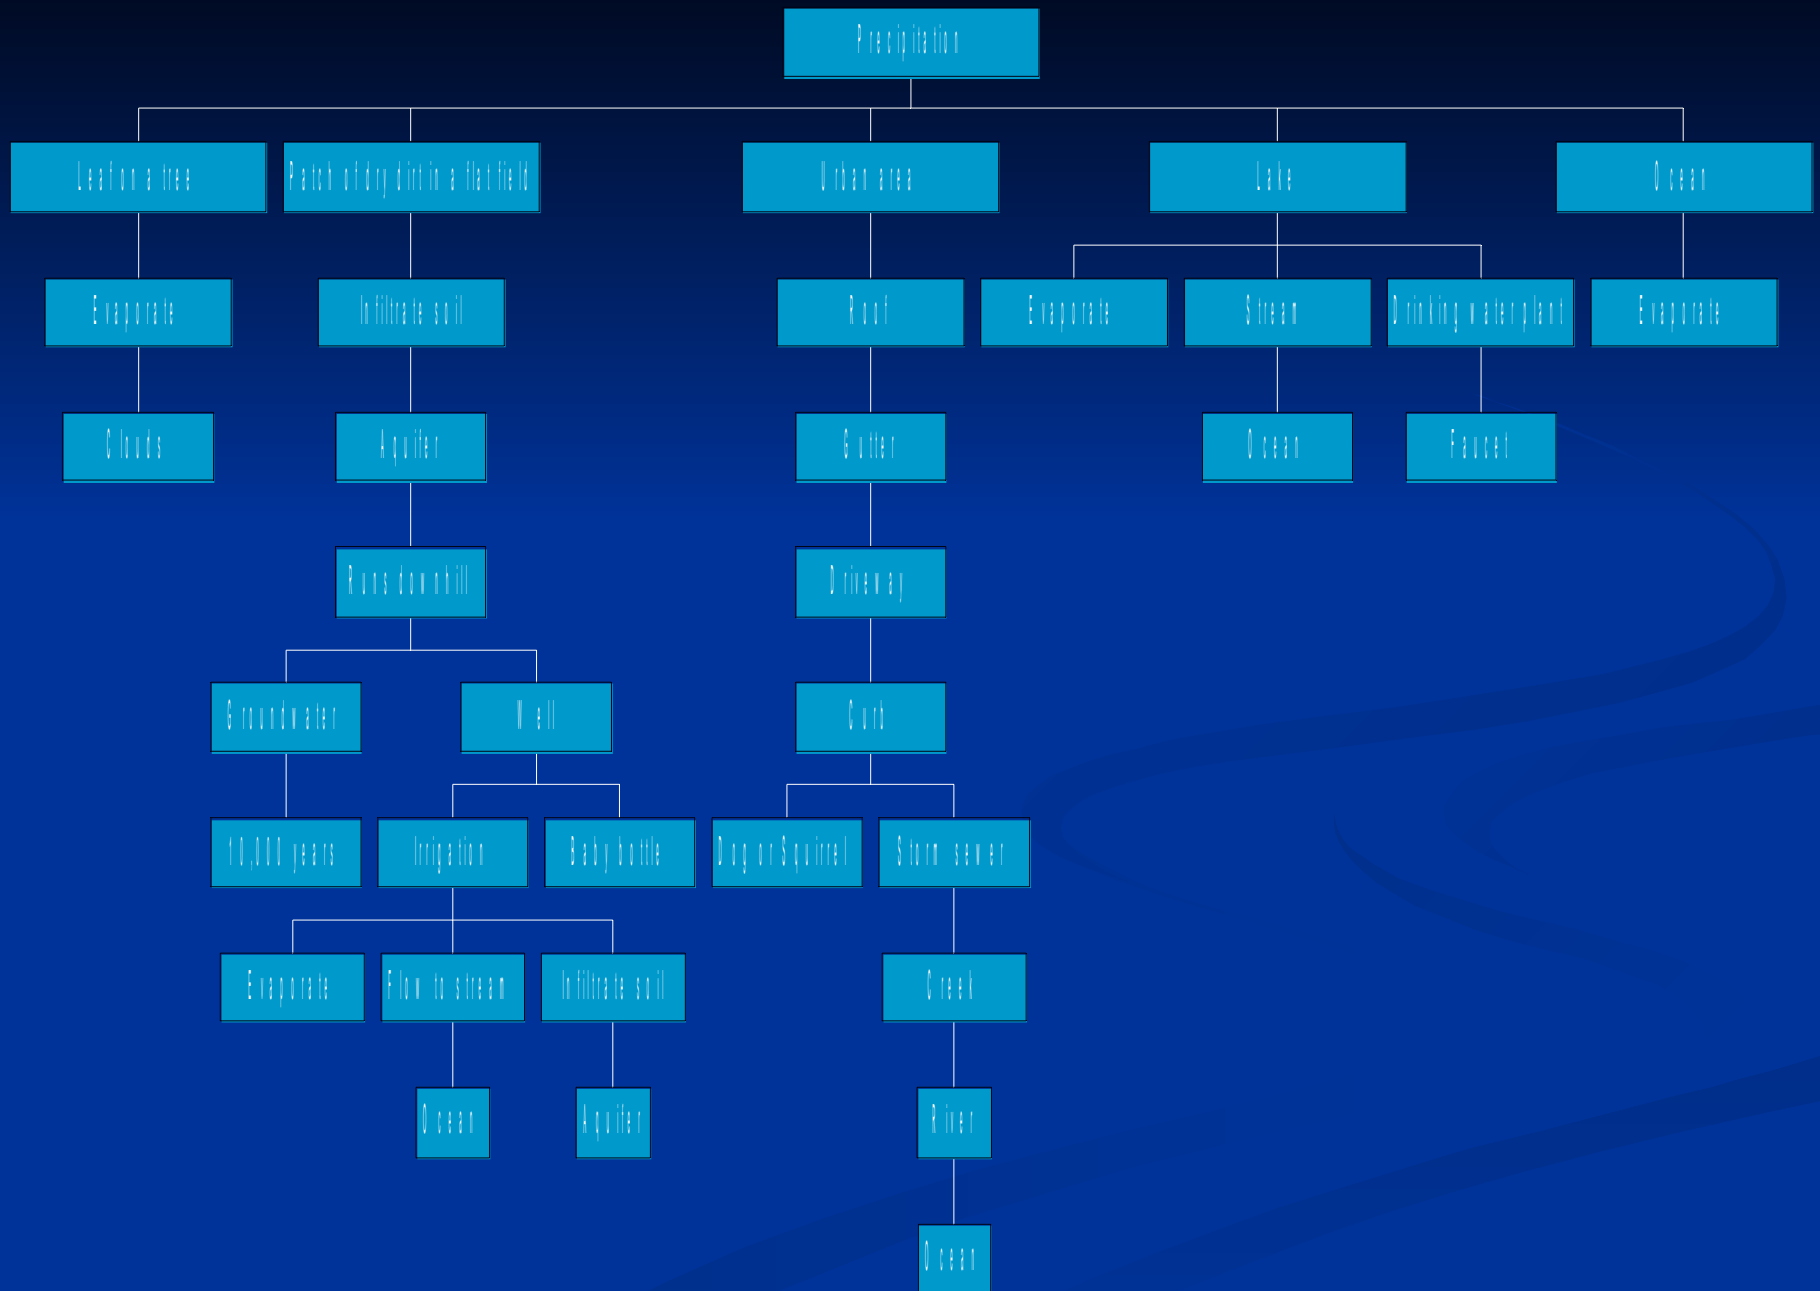 Precipitation
Leaf on a tree
Patch of dry dirt in a flat field
Urban area
Lake
Ocean
Evaporate
Infiltrate soil
Roof
Evaporate
Stream
Drinking water plant
Evaporate
Clouds
Aquifer
Gutter
Ocean
Faucet
Runs downhill
Driveway
Groundwater
Well
Curb
10,000 years
Irrigation
Baby bottle
Dog or Squirrel
Storm sewer
Evaporate
Flow to stream
Infiltrate soil
Creek
Ocean
Aquifer
River
Ocean